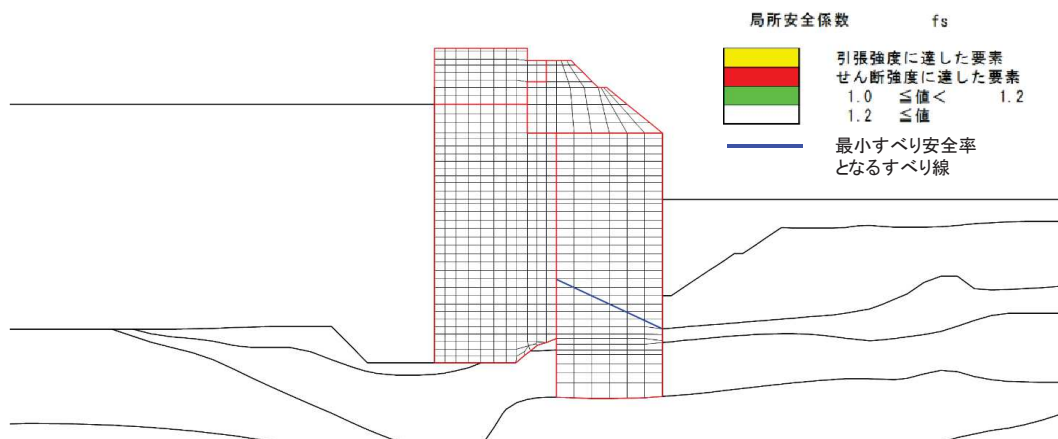 局所安全係数 fs
引張強度に達した要素
せん断強度に達した要素
1.0 ≦値< 1.2
1.2 ≦値
最小すべり安全率
となるすべり線